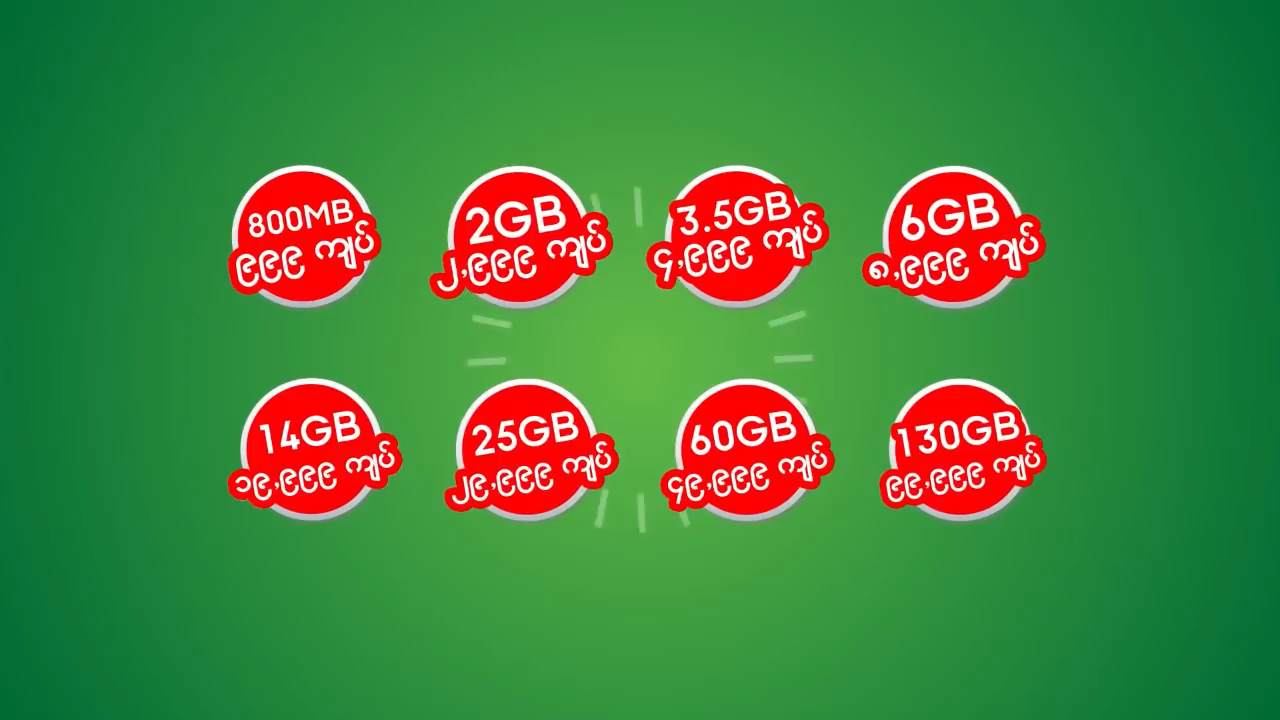 800MB
၉၉၉ ကျပ်
2GB
၂,၉၉၉ ကျပ်
3.5GB
၄,၉၉၉ ကျပ်
6GB
၈,၉၉၉ ကျပ်
14GB
၁၉,၉၉၉ ကျပ်
25GB
၂၉,၉၉၉ ကျပ်
60GB
၄၉,၉၉၉ ကျပ်
130GB
၉၉,၉၉၉ ကျပ်